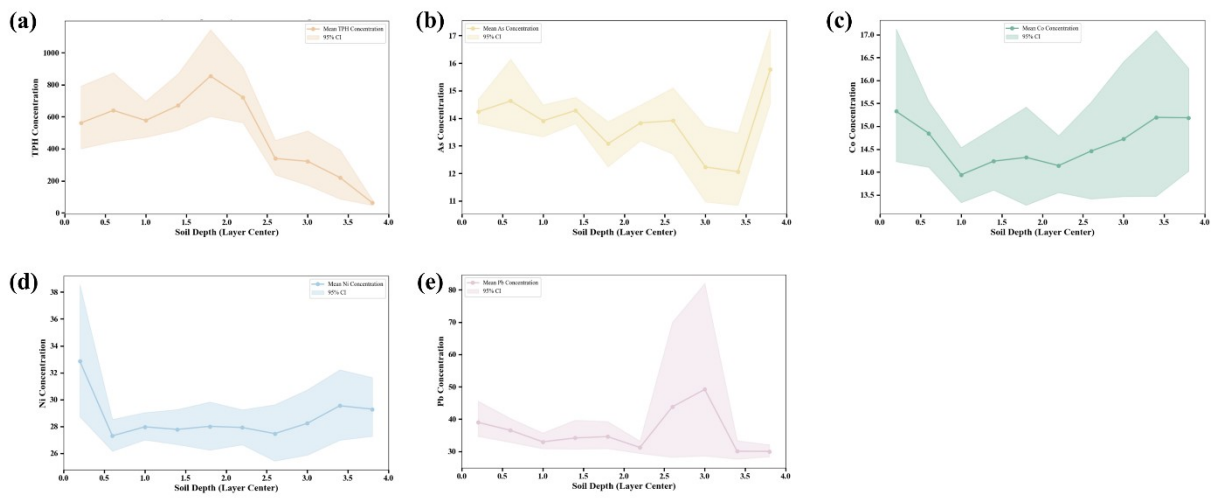 (a)
Mean TPH Concentration
95% CI
TPH Concentration
1000
800
600
400
200
0
0.0 0.5 1.0 1.5 2.0 2.5 3.0 3.5 4.0
Soil Depth (Layer Center)
(b)
Mean As Concentration
95% CI
As Concentration
17
16
15
14
13
12
11
0.0 0.5 1.0 1.5 2.0 2.5 3.0 3.5 4.0
Soil Depth (Layer Center)
(c)
Mean Co Concentration
95% CI
Co Concentration
17.0
16.5
16.0
15.5
15.0
14.5
14.0
13.5
0.0 0.5 1.0 1.5 2.0 2.5 3.0 3.5 4.0
Soil Depth (Layer Center)
(d)
Mean Ni Concentration
95% CI
Ni Concentration
38
36
34
32
30
28
26
0.0 0.5 1.0 1.5 2.0 2.5 3.0 3.5 4.0
Soil Depth (Layer Center)
(e)
Mean Pb Concentration
95% CI
Pb Concentration
80
70
60
50
40
30
0.0 0.5 1.0 1.5 2.0 2.5 3.0 3.5 4.0
Soil Depth (Layer Center)